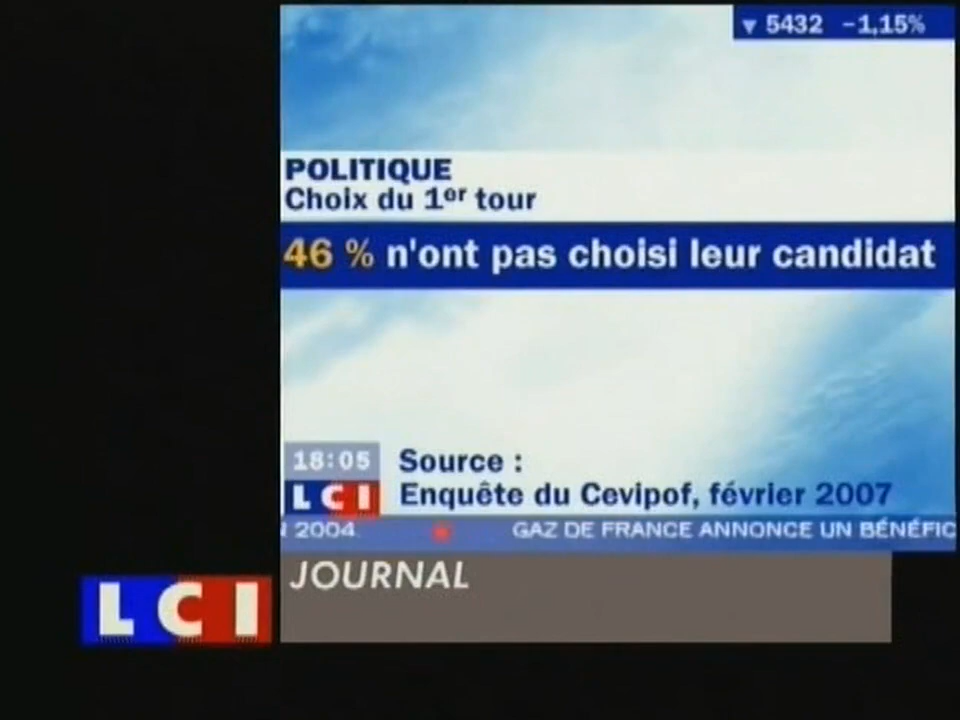 ▼ 5432 -1,15%
POLITIQUE
Choix du 1er tour
46 % n'ont pas choisi leur candidat
18:05
Source :
LCI
Enquête du Cevipof, février 2007
2004
GAZ DE FRANCE ANNONCE UN BÉNÉFIC
JOURNAL
LCI